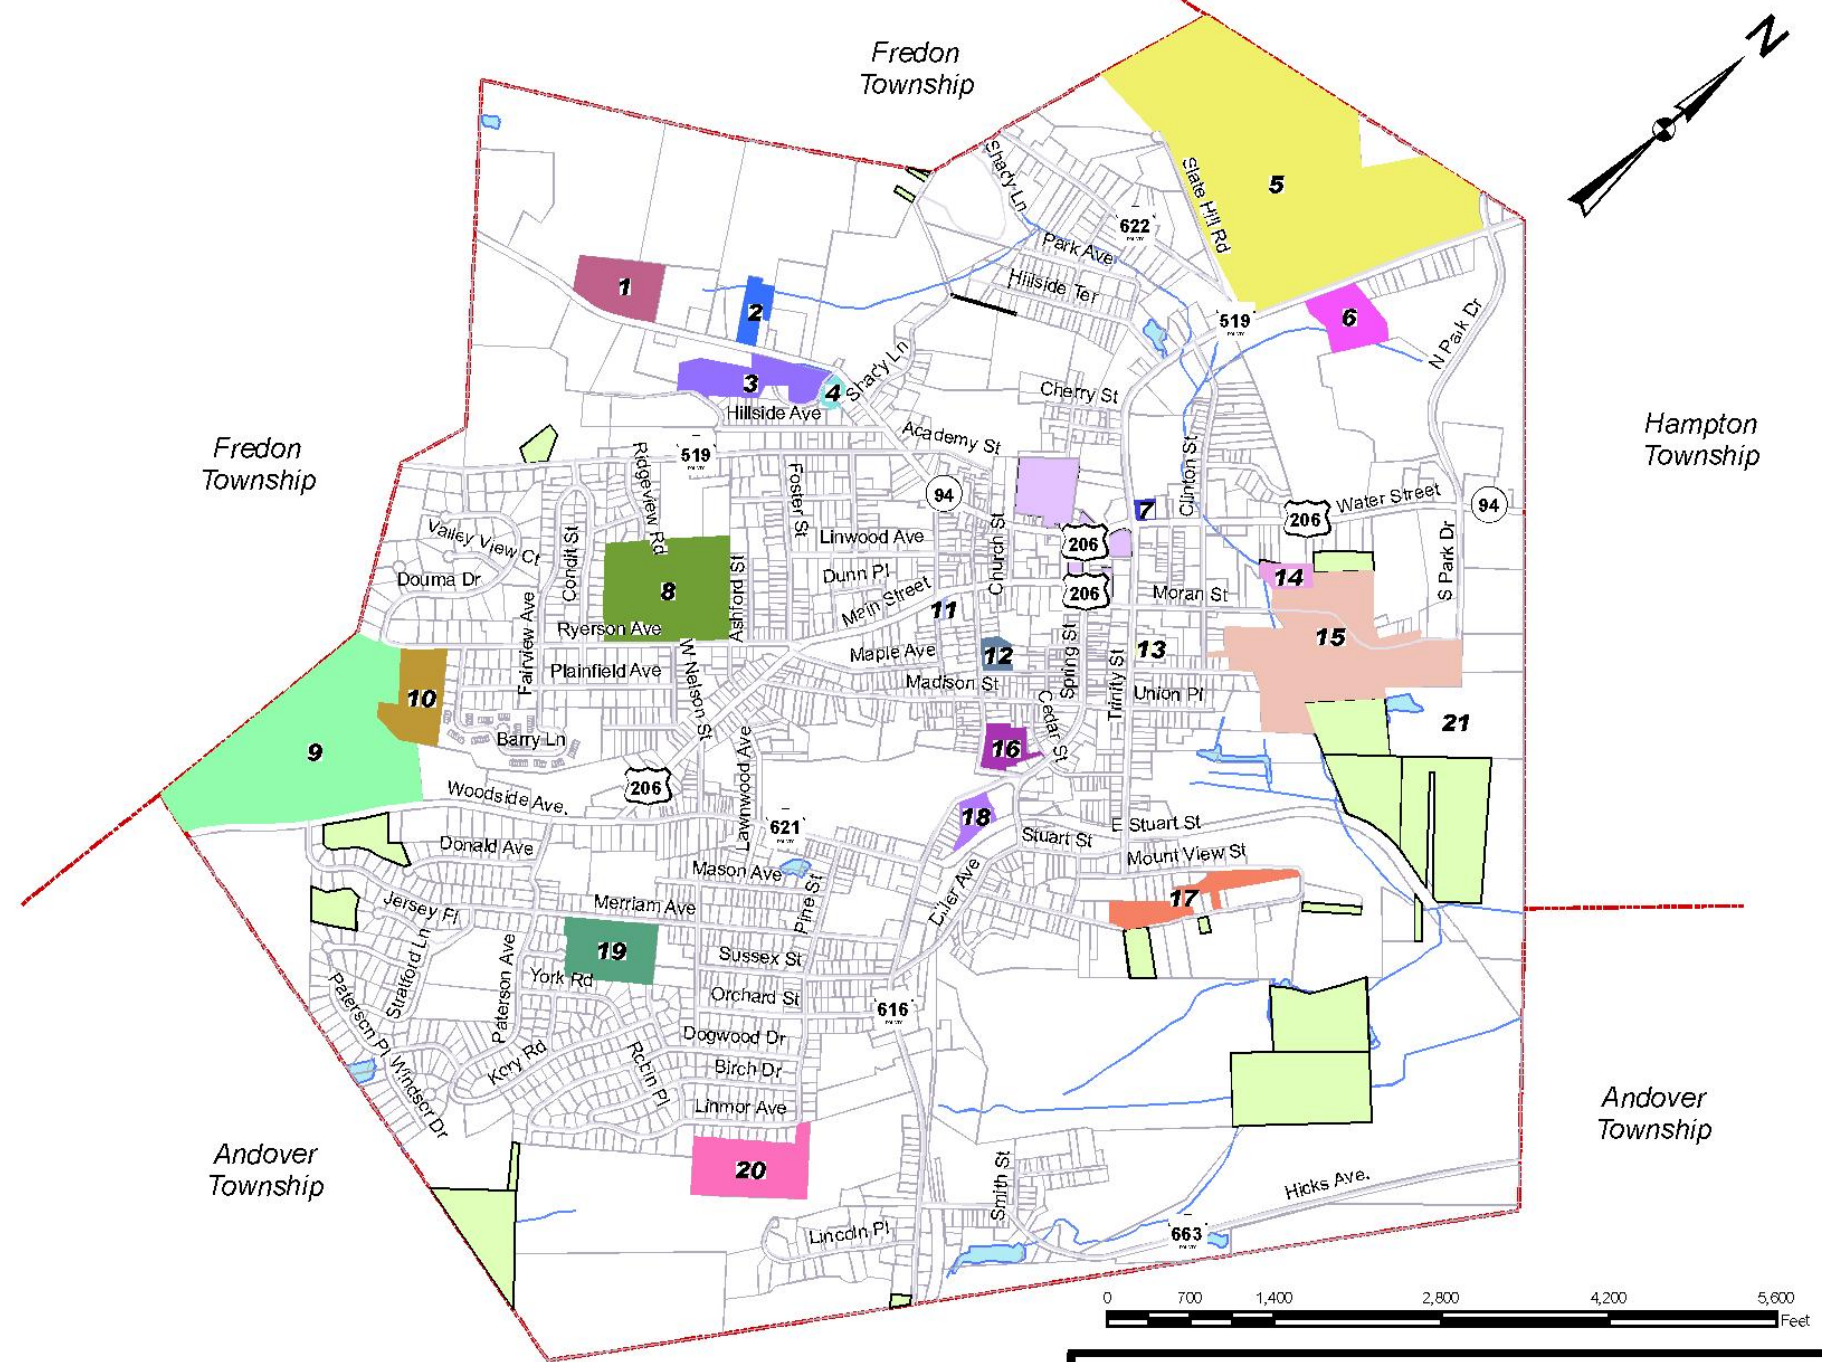 N
Fredon
Township
5
Shady Ln
Slate Hill Rd
622
Park Ave
Hillside Ter
1
2
519
6
N Park Dr
3
4
Shady Ln
Hillside Ave
Cherry St
Hampton
Township
Fredon
Township
Academy St
519
Ridgeview Rd
Foster St
94
Clinton St
7
Water Street
206
94
Valley View Ct
Condit St
Linwood Ave
Church St
206
Douma Dr
Dunn Pl
8
Ashford St
Main Street
206
Moran St
14
S Park Dr
Fairview Ave
Ryerson Ave
11
15
Plainfield Ave
W Nelson St
Maple Ave
12
Spring St
13
10
Madison St
Trinity St
Union Pl
Cedar St
21
Barry Ln
9
16
206
Lawnwood Ave
Woodside Ave.
621
18
Stuart St
E Stuart St
Donald Ave
Mount View St
Mason Ave
Pine St
Diller Ave
17
Jersey Pl
Merriam Ave
Stratford Ln
19
Sussex St
Paterson Ave
York Rd
Orchard St
Paterson Pl
616
Dogwood Dr
Kory Rd
Robin Pl
Birch Dr
Windsor Dr
Linmor Ave
Andover
Township
Andover
Township
20
Smith St
Hicks Ave.
Lincoln Pl
663
0 700 1,400 2,800 4,200 5,600
Feet